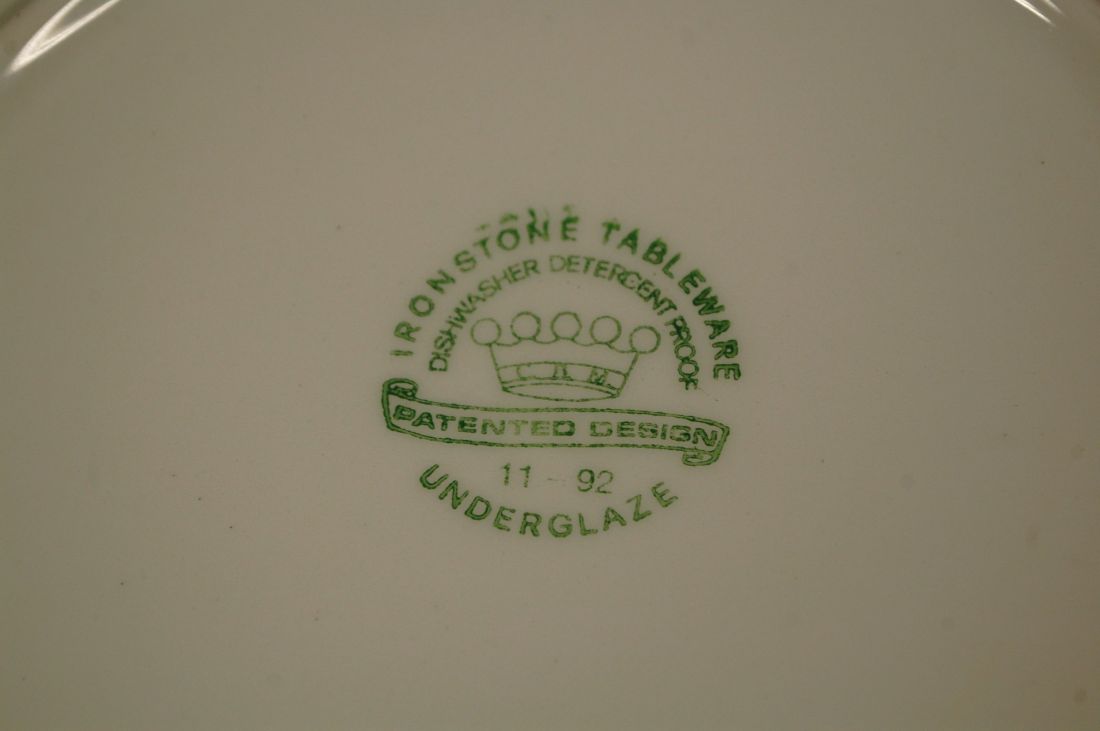 IRONSTONE TABLEWARE
DISHWASHER DETERGENT PROOF
PATENTED DESIGN
11-92
UNDERGLAZE